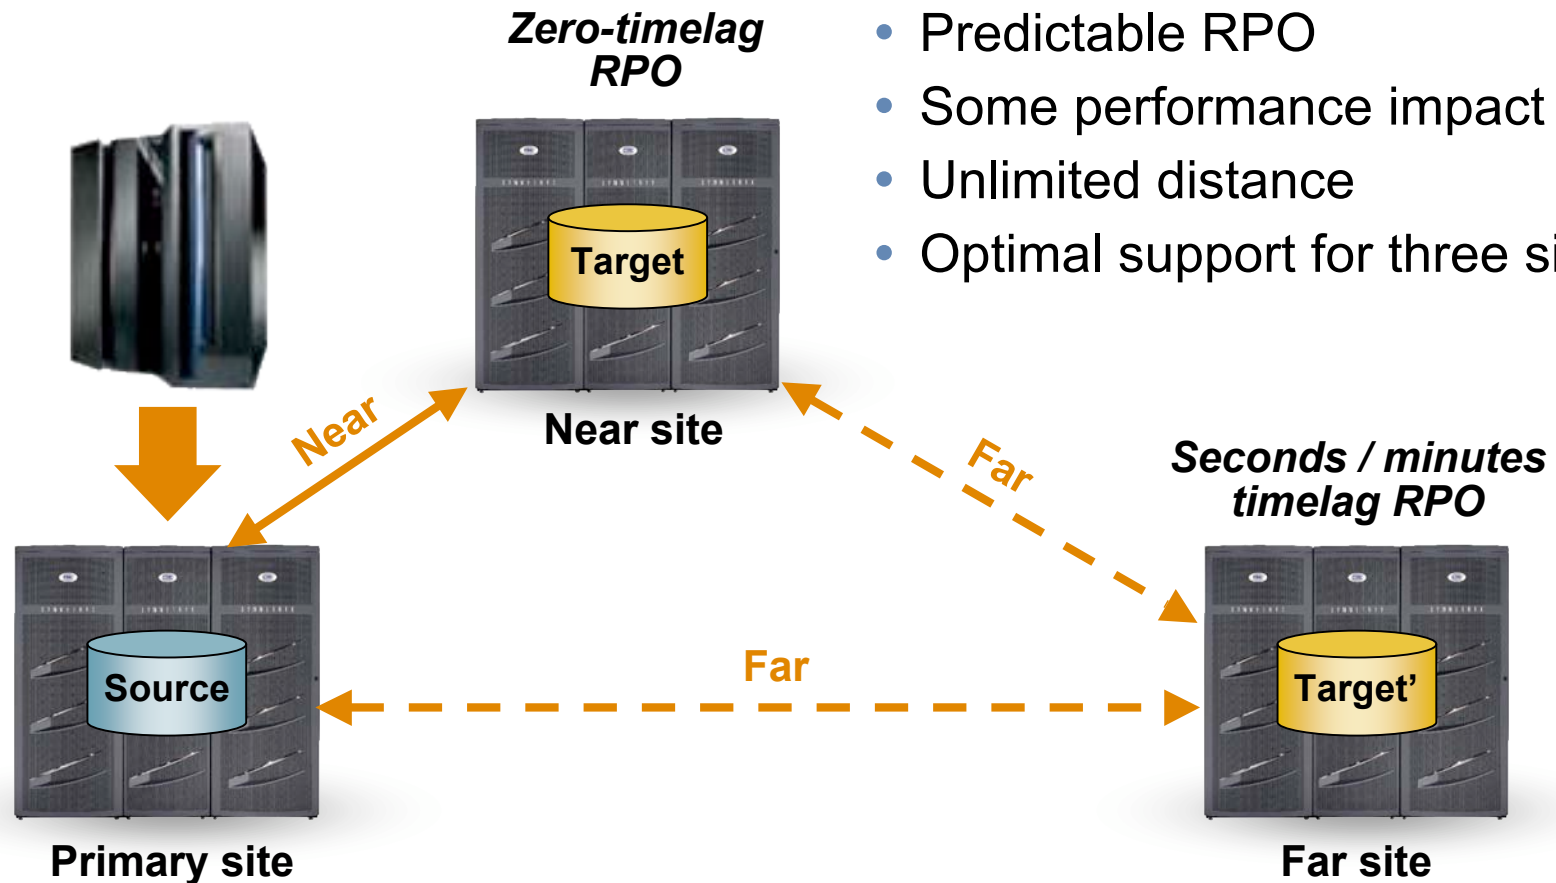 Zero-timelag
RPO
• Predictable RPO
• Some performance impact
• Unlimited distance
• Optimal support for three si
Target
Near site
Near
Far
Seconds / minutes
timelag RPO
Source
Far
Target’
Primary site
Far site